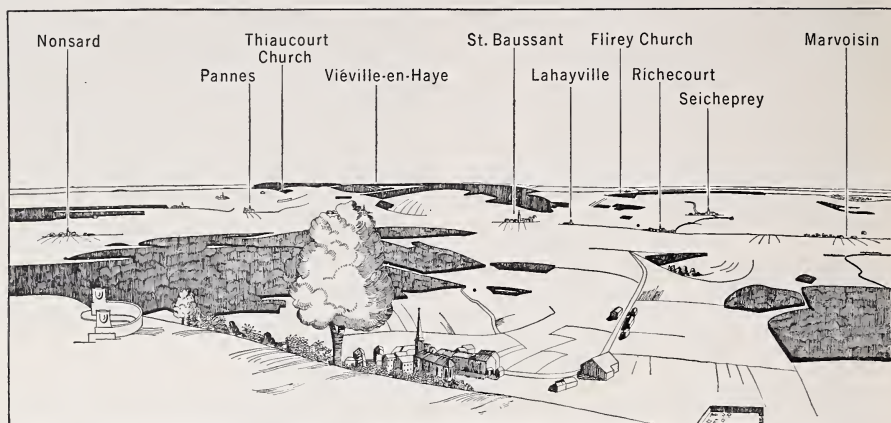 Nonsard
Thiaucourt
Church
Pannes
Viéville-en-Haye
St. Baussant
Lahayville
Flirey Church
Richecourt
Seicheprey
Marvoisin